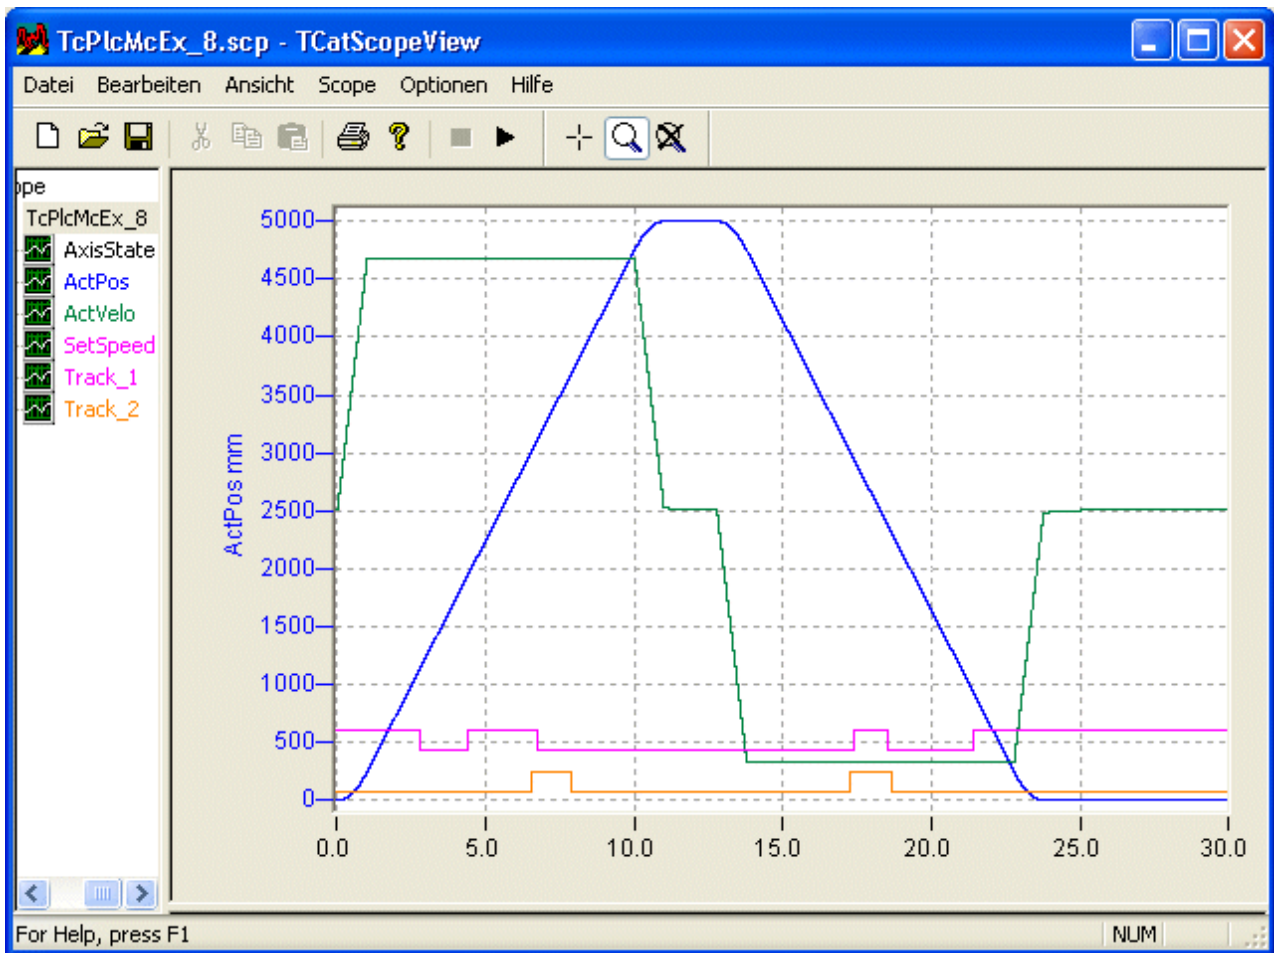 TcPlcMcEx_8.scp - TCatScopeView
Datei Bearbeiten Ansicht Scope Optionen Hilfe
ope
TcPlcMcEx_8
AxisState
ActPos
ActVelo
SetSpeed
Track_1
Track_2
ActPos mm
5000
4500
4000
3500
3000
2500
2000
1500
1000
500
0
0.0 5.0 10.0 15.0 20.0 25.0 30.0
For Help, press F1 NUM